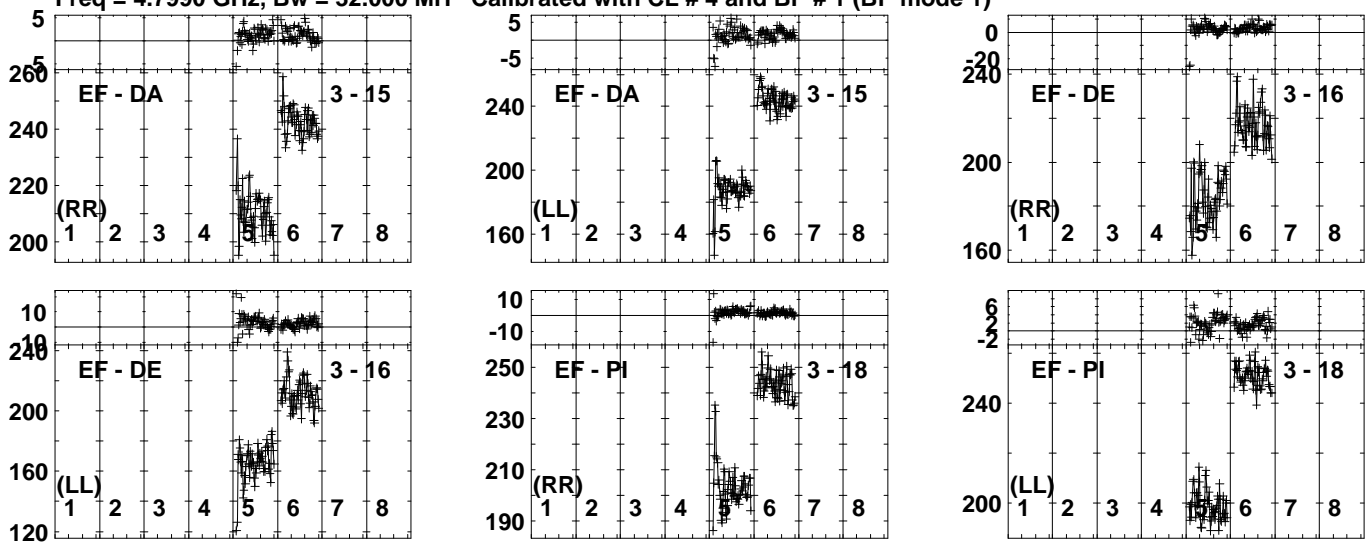 Freq = 4.7990 GHz, Bw = 32.000 MH Calibrated with CL # 4 and BP # 1 (BP mode 1)
5
5
260
240
220
200
EF - DA 3 - 15
(RR)
1 2 3 4 5 6 7 8
5
-5
240
200
160
EF - DA 3 - 15
(LL)
1 2 3 4 5 6 7 8
0
-20
240
200
160
EF - DE 3 - 16
(RR)
1 2 3 4 5 6 7 8
10
10
240
200
160
120
EF - DE 3 - 16
(LL)
1 2 3 4 5 6 7 8
10
-10
250
230
210
190
EF - PI 3 - 18
(RR)
1 2 3 4 5 6 7 8
6
2
-2
240
200
EF - PI 3 - 18
(LL)
1 2 3 4 5 6 7 8